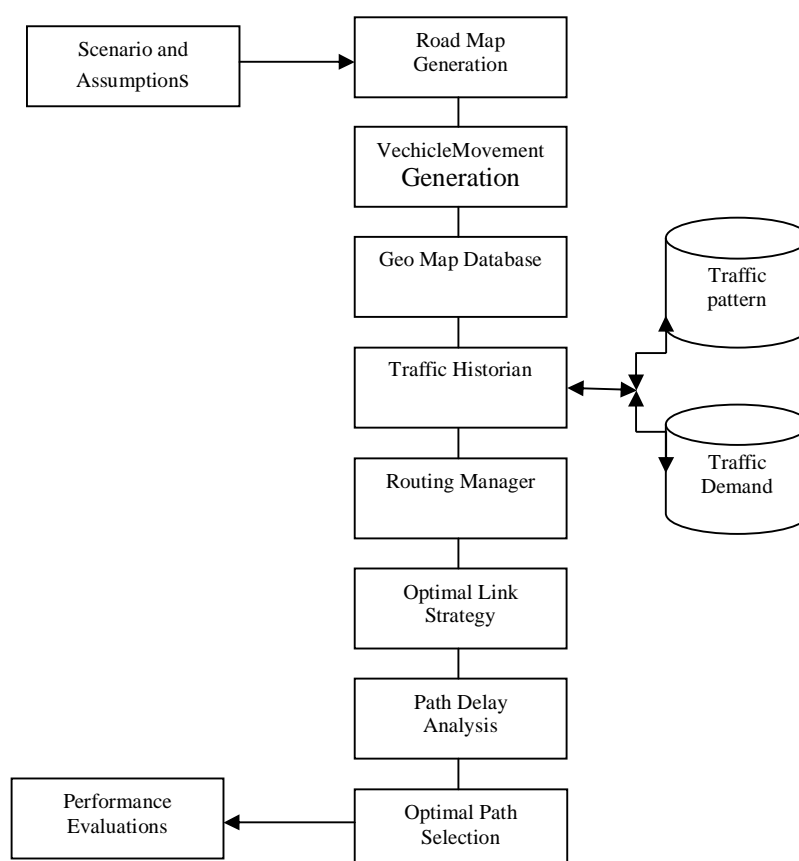 Scenario and
Assumptions
Road Map
Generation
VechicleMovement
Generation
Geo Map Database
Traffic
pattern
Traffic Historian
Traffic
Demand
Routing Manager
Optimal Link
Strategy
Path Delay
Analysis
Performance
Evaluations
Optimal Path
Selection